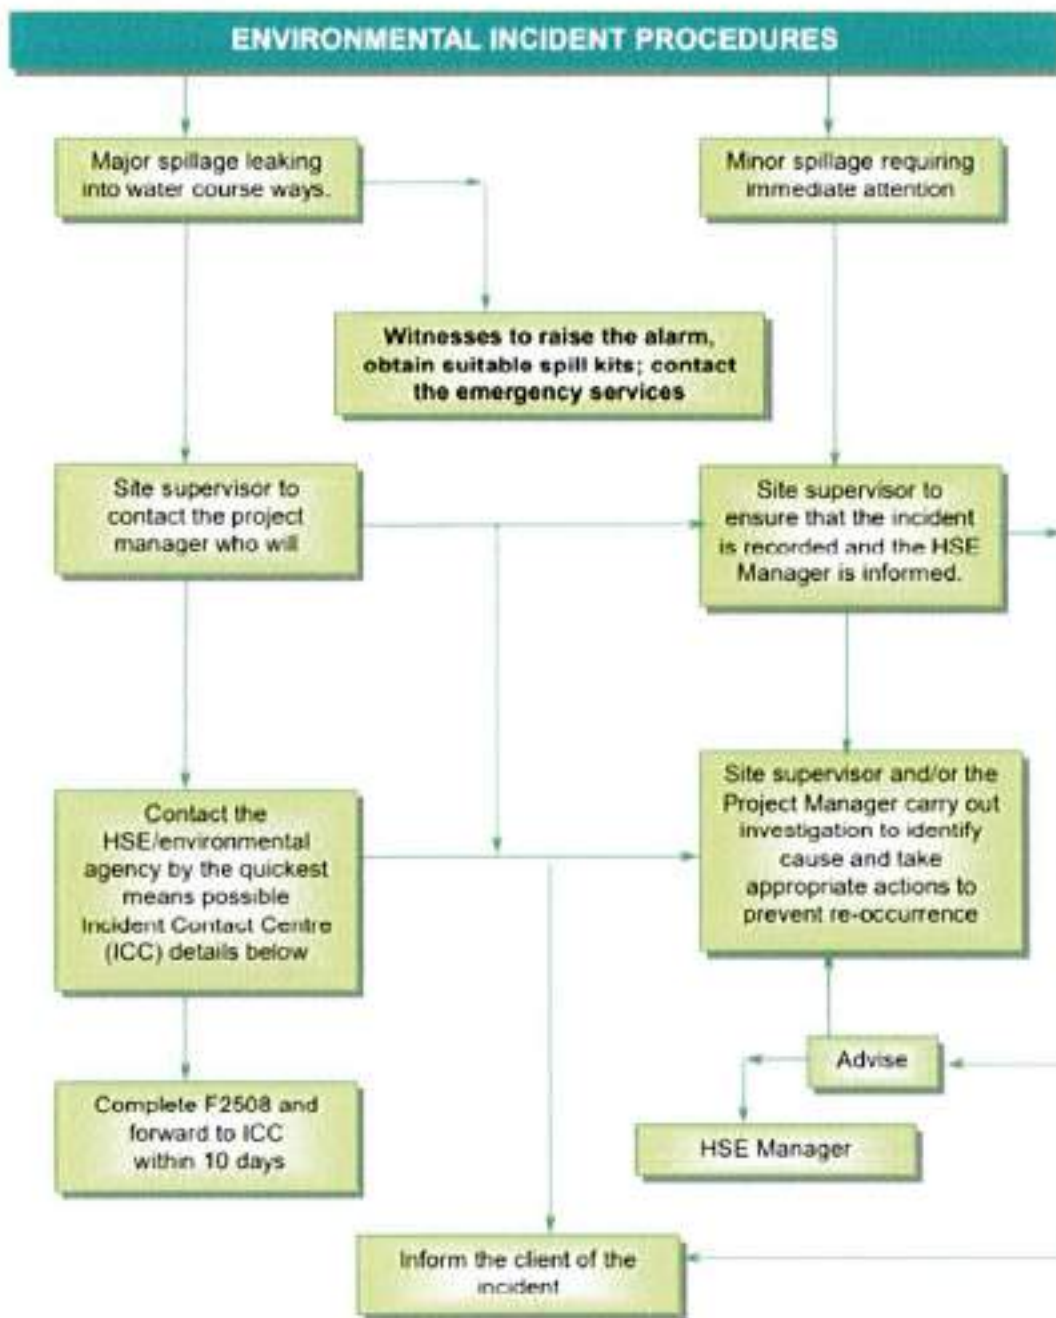 ENVIRONMENTAL INCIDENT PROCEDURES
Major spillage leaking
into water course ways.
Minor spillage requiring
immediate attention
Witnesses to raise the alarm,
obtain suitable spill kits; contact
the emergency services
Site supervisor to
contact the project
manager who will
Site supervisor to
ensure that the incident
is recorded and the HSE
Manager is informed.
Contact the
HSE/environmental
agency by the quickest
means possible
Incident Contact Centre
(ICC) details below
Site supervisor and/or the
Project Manager carry out
investigation to identify
cause and take
appropriate actions to
prevent re-occurrence
Advise
Complete F2508 and
forward to ICC
within 10 days
HSE Manager
Inform the client of the
incident